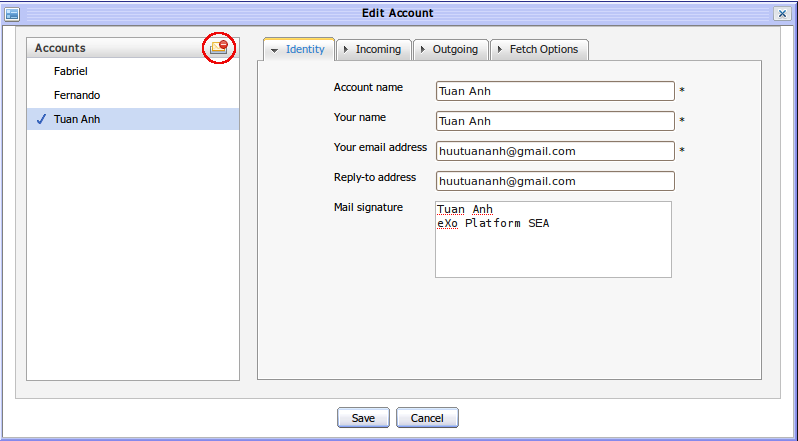 Edit Account
Accounts
Fabriel
Fernando
Tuan Anh
Identity
Incoming
Outgoing
Fetch Options
Account name
Tuan Anh *
Your name
Tuan Anh *
Your email address
huutuananh@gmail.com *
Reply-to address
huutuananh@gmail.com
Mail signature
Tuan Anh
eXo Platform SEA
Save
Cancel